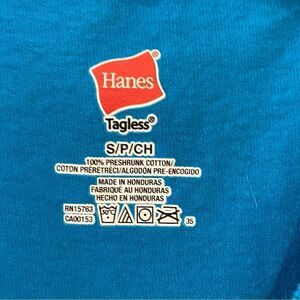 Hanes®
Tagless®
S/P/CH
100% PRESHRUNK COTTON/
COTON PRÉRÉTRÉCI/ALGODÓN PRE-ENCOGIDO
MADE IN HONDURAS
FABRIQUÉ AU HONDURAS
HECHO EN HONDURAS
RN15763
CA00153
35